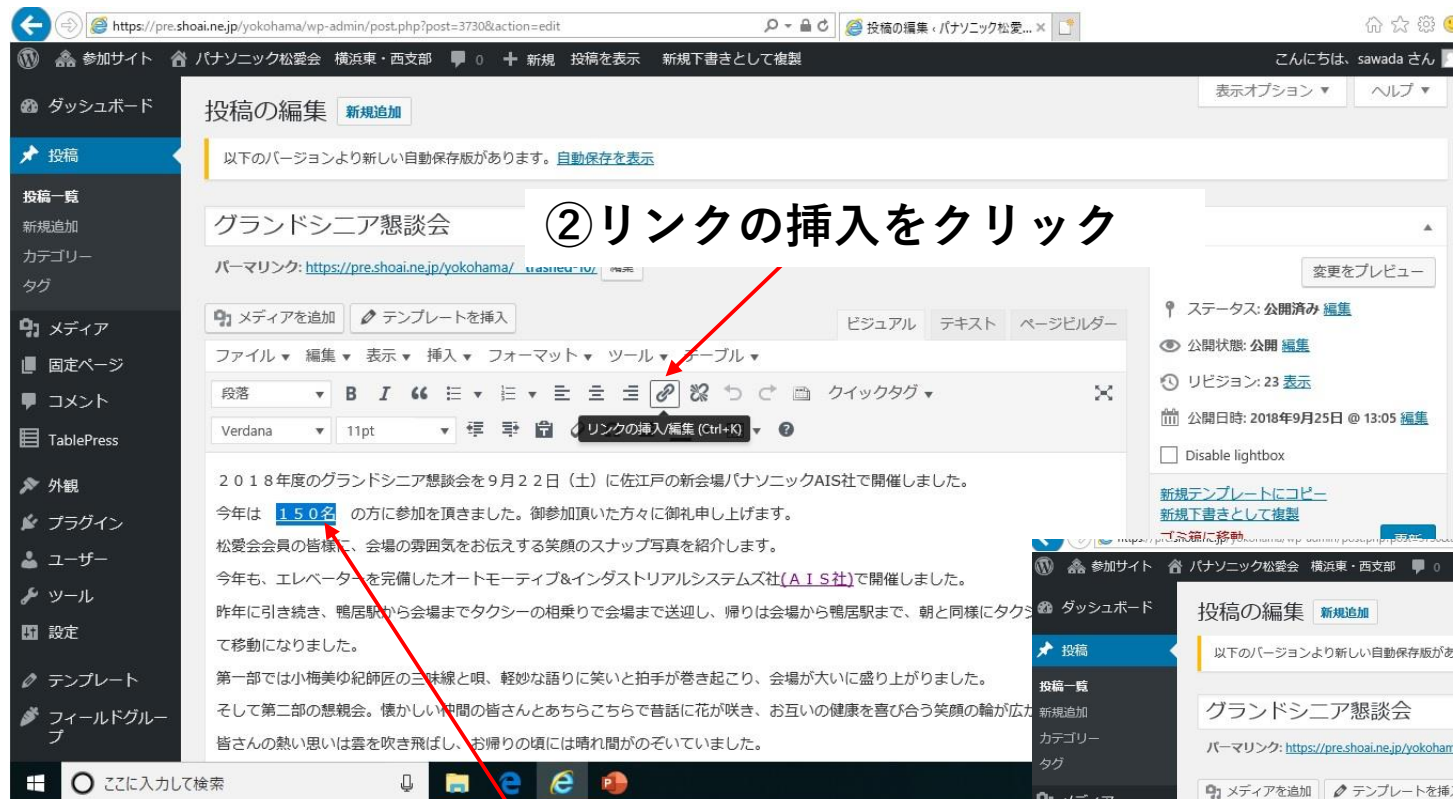 https://pre.shoai.ne.jp/yokohama/wp-admin/post.php?post=3730&action=edit
投稿の編集 ‹ パナソニック松愛... ×
参加サイト パナソニック松愛会 横浜東・西支部 0 + 新規 投稿を表示 新規下書きとして複製
こんにちは、sawada さん
表示オプション ▼ ヘルプ ▼
ダッシュボード
投稿
投稿一覧
新規追加
カテゴリー
タグ
メディア
固定ページ
コメント
TablePress
外観
プラグイン
ユーザー
ツール
設定
テンプレート
フィールドグルー
プ
投稿の編集 新規追加
以下のバージョンより新しい自動保存版があります。自動保存を表示
②リンクの挿入をクリック
グランドシニア懇談会
パーマリンク: https://pre.shoai.ne.jp/yokohama/__trashed-10/ 編集
メディアを追加 テンプレートを挿入
ビジュアル テキスト ページビルダー
ファイル ▼ 編集 ▼ 表示 ▼ 挿入 ▼ フォーマット ▼ ツール ▼ テーブル ▼
段落 ▼ B I クイックタグ ▼
Verdana ▼ 11pt ▼
リンクの挿入/編集 (Ctrl+K)
２０１８年度のグランドシニア懇談会を９月２２日（土）に佐江戸の新会場パナソニックAIS社で開催しました。
今年は １５０名 の方に参加を頂きました。御参加頂いた方々に御礼申し上げます。
松愛会会員の皆様に、会場の雰囲気をお伝えする笑顔のスナップ写真を紹介します。
今年も、エレベーターを完備したオートモーティブ&インダストリアルシステムズ社(ＡＩＳ社)で開催しました。
昨年に引き続き、鴨居駅から会場までタクシーの相乗りで会場まで送迎し、帰りは会場から鴨居駅まで、朝と同様にタクシ
て移動になりました。
第一部では小梅美ゆ紀師匠の三味線と唄、軽妙な語りに笑いと拍手が巻き起こり、会場が大いに盛り上がりました。
そして第二部の懇親会。懐かしい仲間の皆さんとあちらこちらで昔話に花が咲き、お互いの健康を喜び合う笑顔の輪が広が
皆さんの熱い思いは雲を吹き飛ばし、お帰りの頃には晴れ間がのぞいていました。
変更をプレビュー
ステータス: 公開済み 編集
公開状態: 公開 編集
リビジョン: 23 表示
公開日時: 2018年9月25日 @ 13:05 編集
Disable lightbox
新規テンプレートにコピー
新規下書きとして複製
ゴミ箱に移動 更新
参加サイト パナソニック松愛会 横浜東・西支部 0
ダッシュボード
投稿
投稿一覧
新規追加
カテゴリー
タグ
メディア
投稿の編集 新規追加
以下のバージョンより新しい自動保存版があ
グランドシニア懇談会
パーマリンク: https://pre.shoai.ne.jp/yokoham
メディアを追加 テンプレートを挿
ここに入力して検索